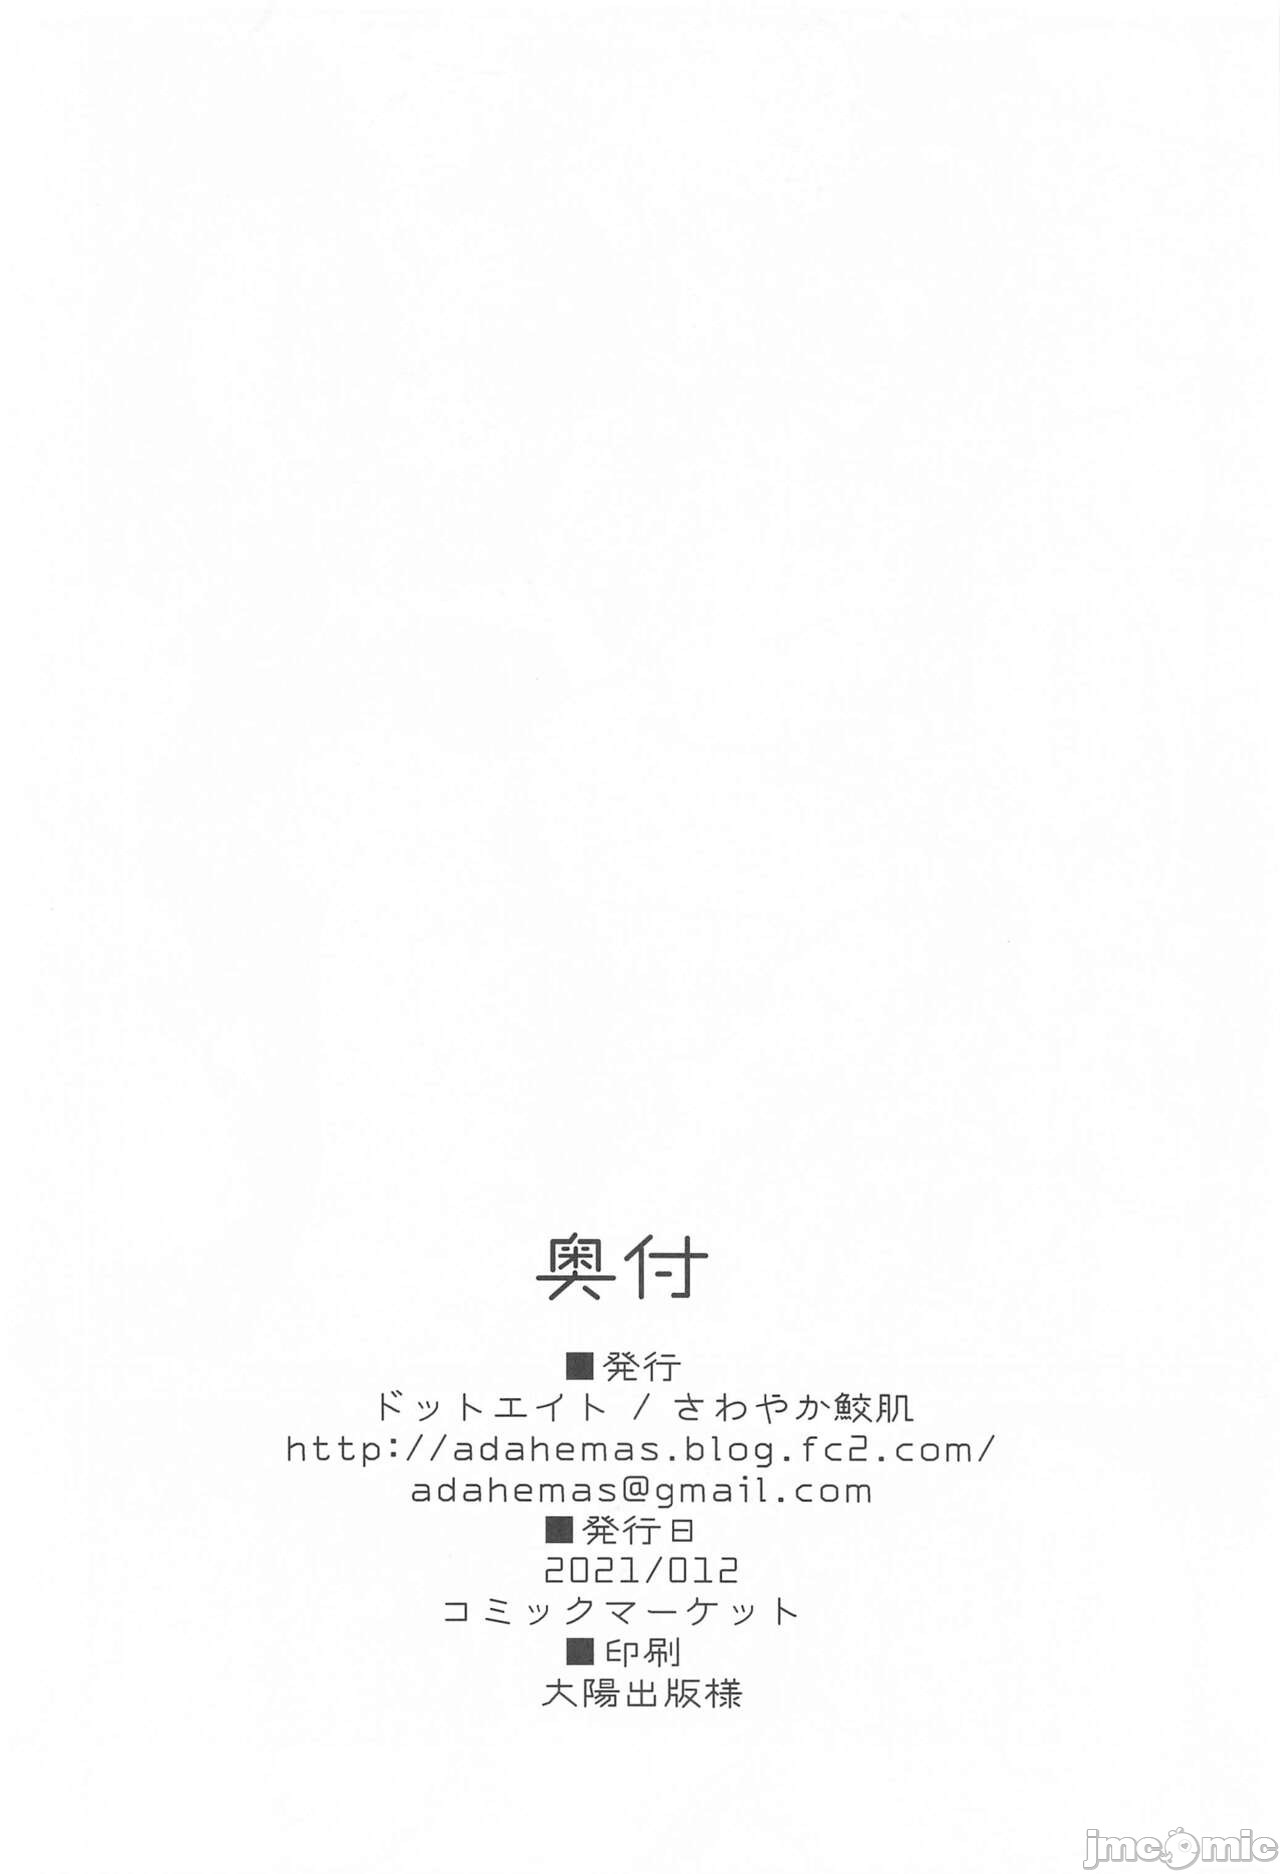 奥付
■発行
ドットエイト / さわやか鮫肌
http://adahemas.blog.fc2.com/
adahemas@gmail.com
■発行日
2021/012
コミックマーケット
■印刷
大陽出版様
jmcomic